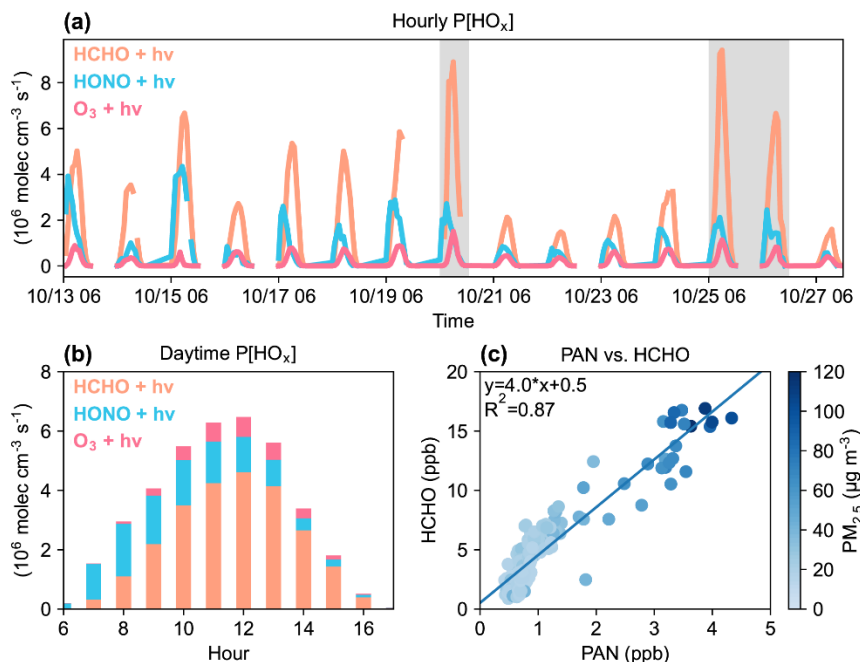 (a) Hourly P[HOₓ]
HCHO + hv
HONO + hv
O₃ + hv
(10⁶ molec cm⁻³ s⁻¹)
8
6
4
2
0
10/13 06 10/15 06 10/17 06 10/19 06 10/21 06 10/23 06 10/25 06 10/27 06
Time
(b) Daytime P[HOₓ]
HCHO + hv
HONO + hv
O₃ + hv
(10⁶ molec cm⁻³ s⁻¹)
8
6
4
2
0
6 8 10 12 14 16
Hour
(c) PAN vs. HCHO
y=4.0*x+0.5
R²=0.87
HCHO (ppb)
20
15
10
5
0
0 1 2 3 4 5
PAN (ppb)
120
100
80
60
40
20
0
PM₂.₅ (μg m⁻³)